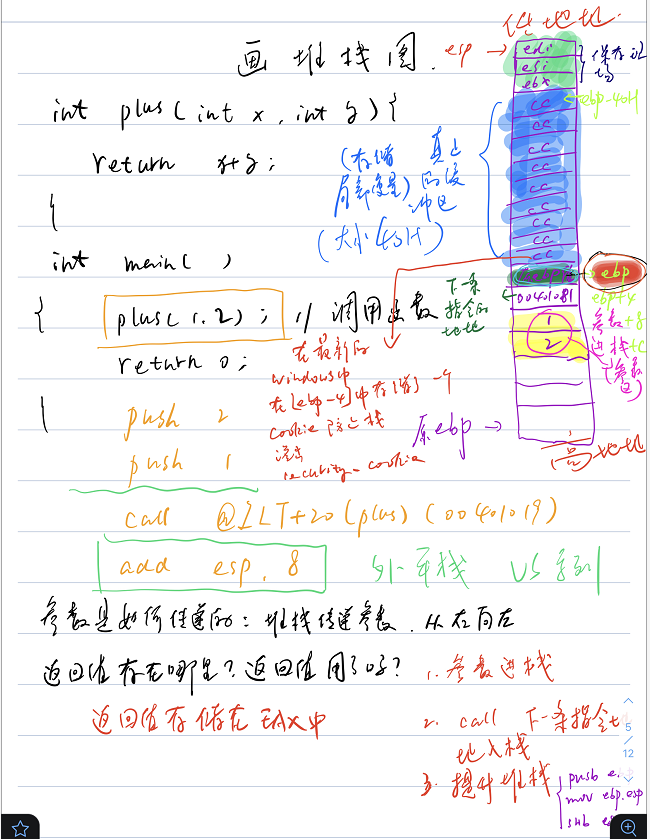 低地址
画堆栈图.
esp →
edi
esi
ebx
保存现场
int plus(int x, int y){
cc
ebp-40H
cc
cc
cc
cc
cc
cc
cc
cc
return x+y;
(存储局部变量)
真正的缓冲区
(大小40H)
int main( )
ebp
ebp+4
{
plus(1.2); // 调用函数
下一条
指令的
地址
00401081
1
2
参数+8
进栈+C
(参数区)
return 0;
在最新的
windows中
在[ebp-4]中存(储)一个
cookie 防止栈
溢出
security-cookie
原ebp →
高地址
push 2
push 1
call @ILT+20(plus) (00401019)
add esp, 8
外平栈 VS系列
参数是如何传递的：堆栈传递参数. 从右向左
返回值存在哪里？返回值用了吗？
返回值存储在EAX中
1. 参数进栈
2. call 下一条指令地
址入栈
3. 提升堆栈
push e
mov ebp.esp
sub es
5
/
12